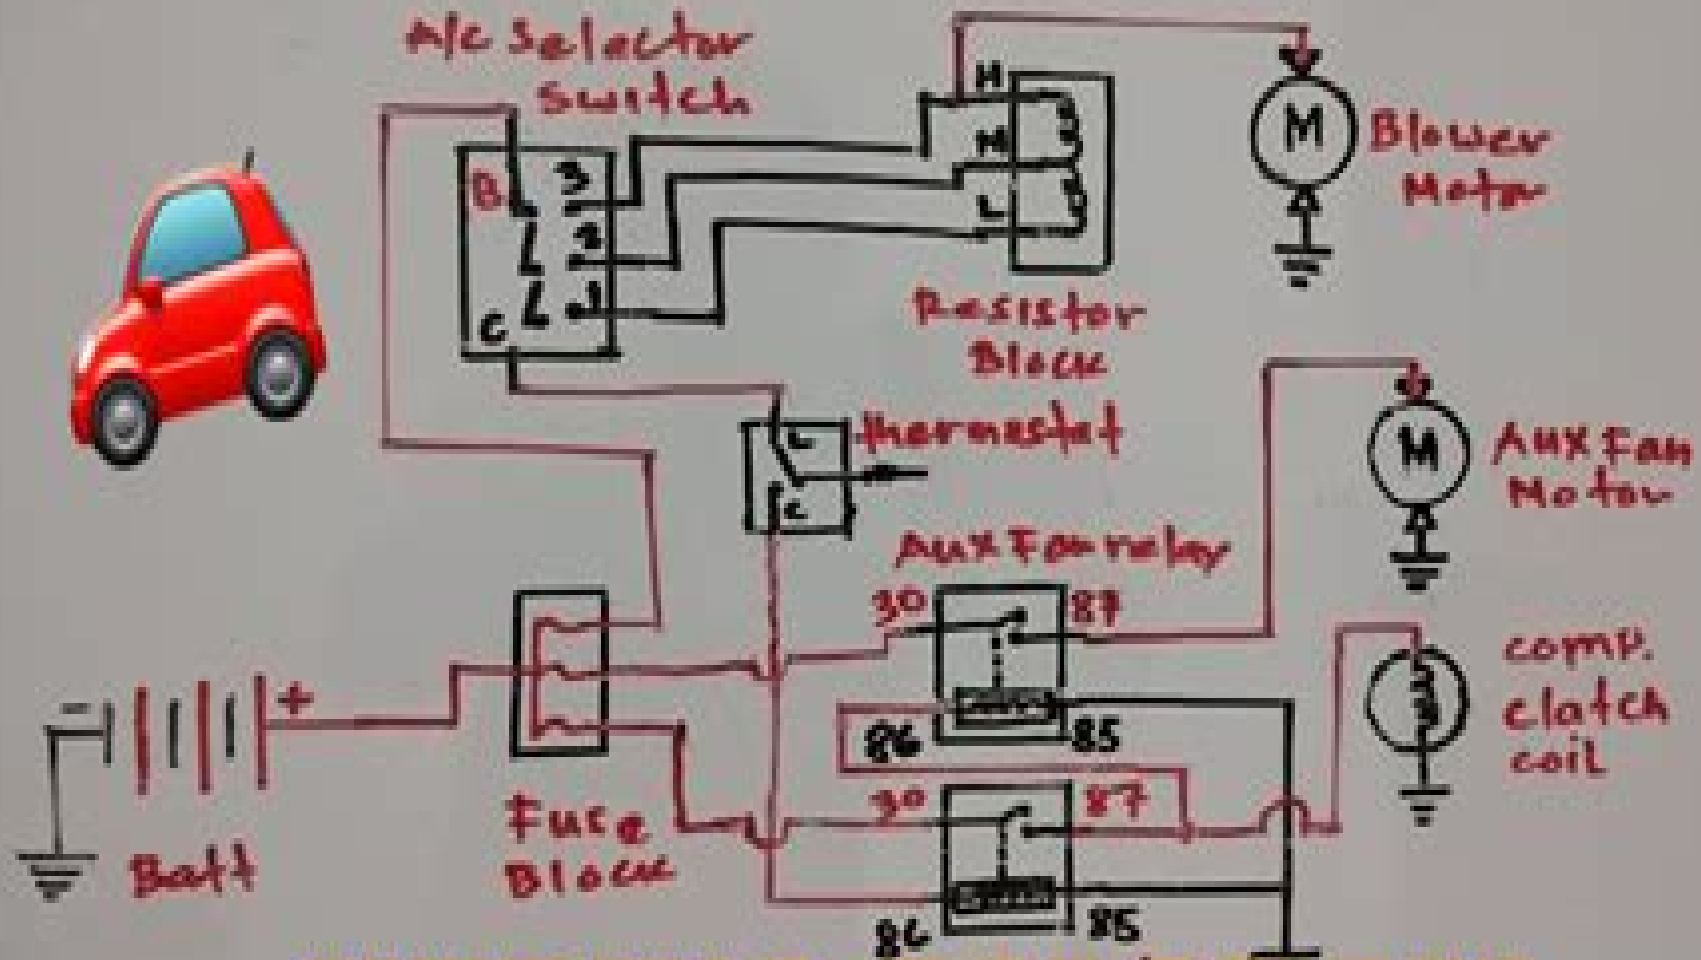 A/C Selector
Switch
H
M
L
M
Blower
Motor
B
3
2
1
C
Resistor
Block
thermostat
L
C
M
Aux Fan
Motor
Aux Fan relay
30
87
86
85
comp.
clatch
coil
-
+
Batt
Fuse
Block
30
87
86
85